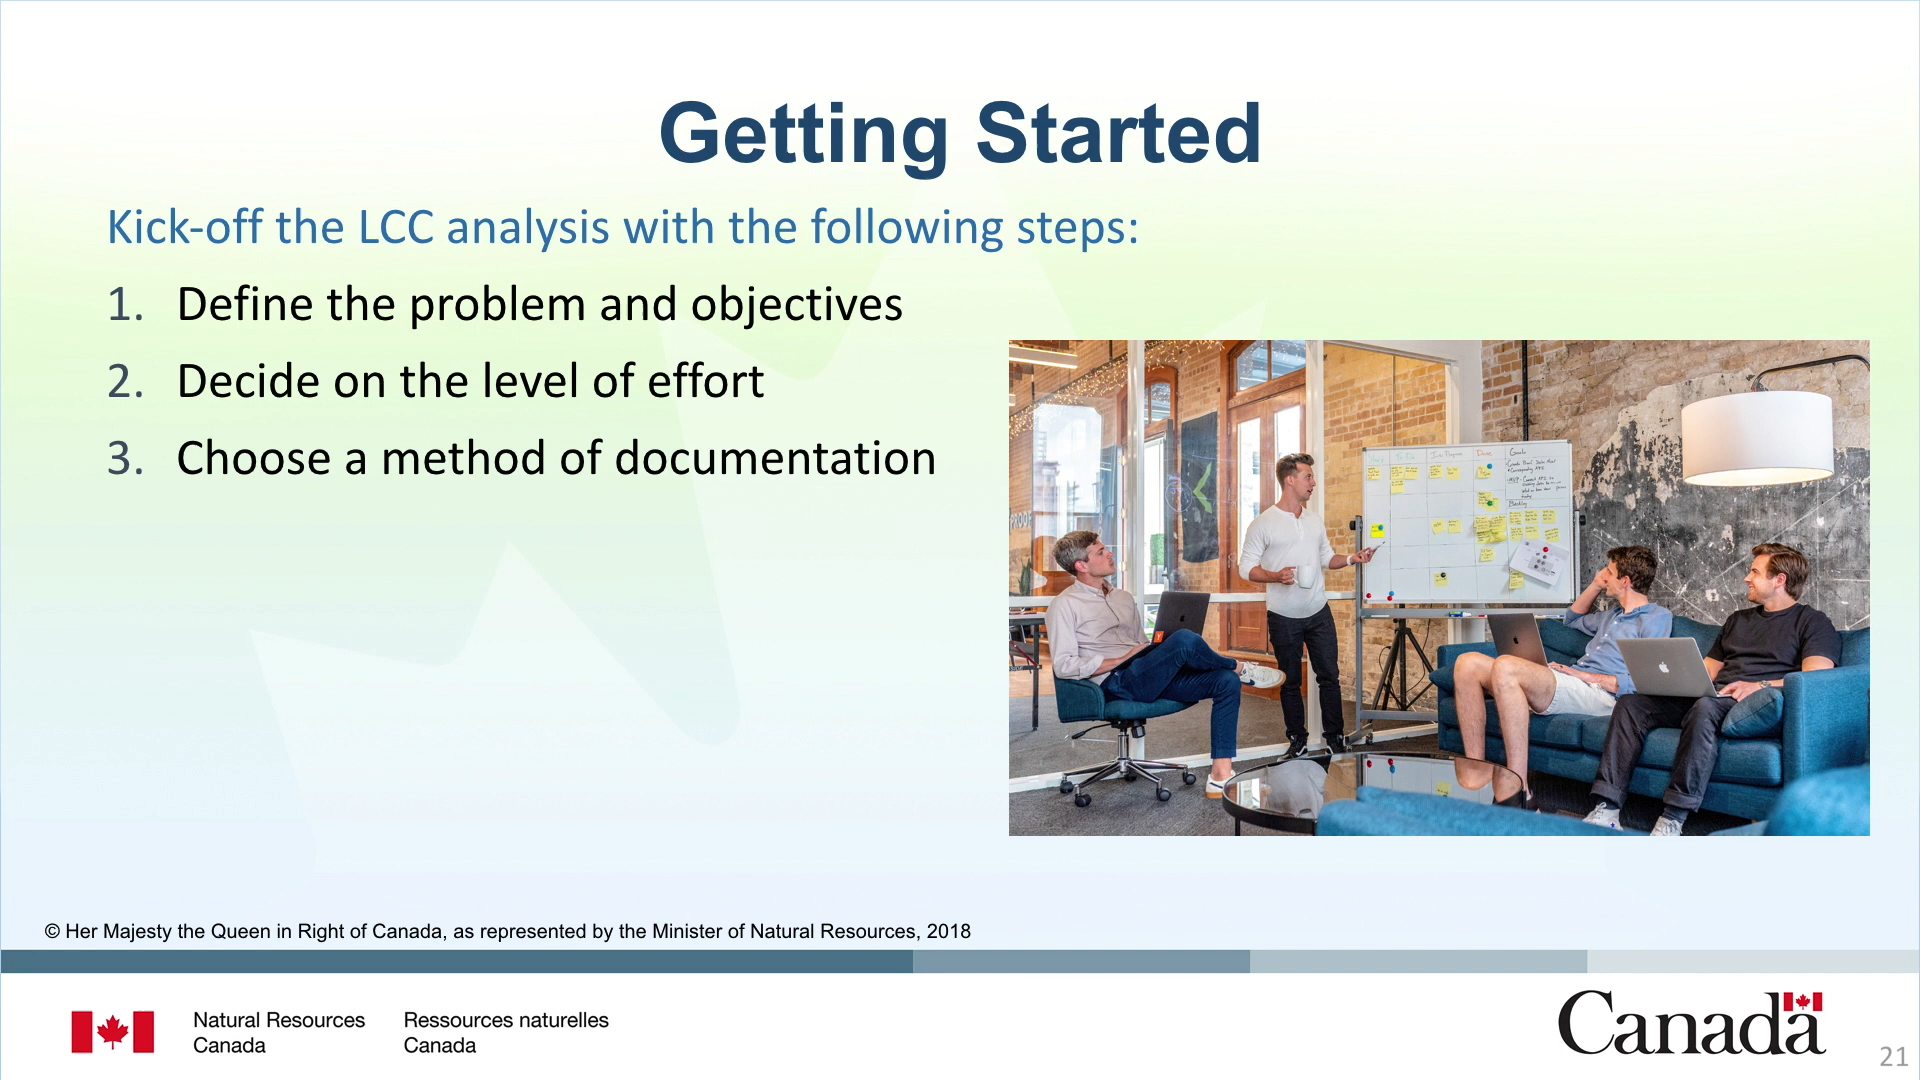 Getting Started
Kick-off the LCC analysis with the following steps:
1. Define the problem and objectives
2. Decide on the level of effort
3. Choose a method of documentation
Goals
© Her Majesty the Queen in Right of Canada, as represented by the Minister of Natural Resources, 2018
Natural Resources
Canada
Ressources naturelles
Canada
Canada
21